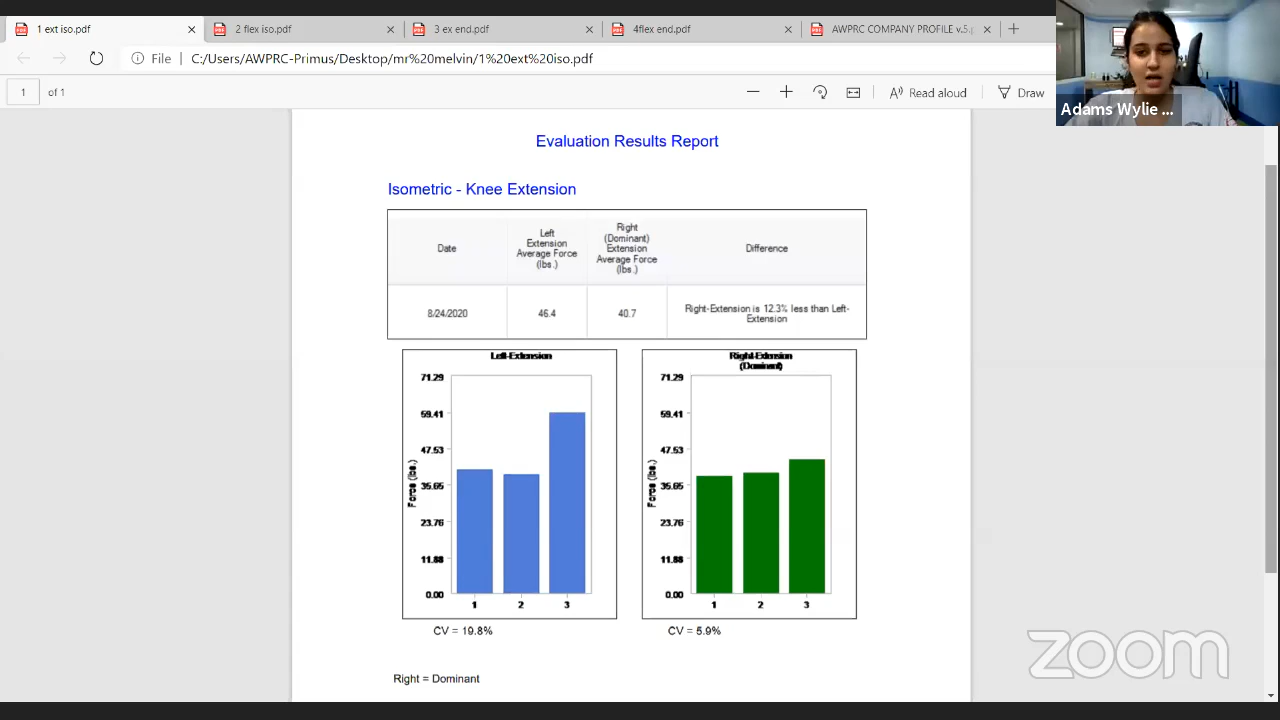 1 ext iso.pdf
2 flex iso.pdf
3 ex end.pdf
4flex end.pdf
AWPRC COMPANY PROFILE v.5.p
File
C:/Users/AWPRC-Primus/Desktop/mr%20melvin/1%20ext%20iso.pdf
1
of 1
Read aloud
Draw
Adams Wylie ...
Evaluation Results Report
Isometric - Knee Extension
Date
Left
Extension
Average Force
(lbs.)
Right
(Dominant)
Extension
Average Force
(lbs.)
Difference
8/24/2020
46.4
40.7
Right-Extension is 12.3% less than Left-
Extension
Left-Extension
71.29
59.41
47.53
35.65
23.76
11.88
0.00
Force (lbs.)
1 2 3
CV = 19.8%
Right-Extension
(Dominant)
71.29
59.41
47.53
35.65
23.76
11.88
0.00
Force (lbs.)
1 2 3
CV = 5.9%
Right = Dominant
zoom